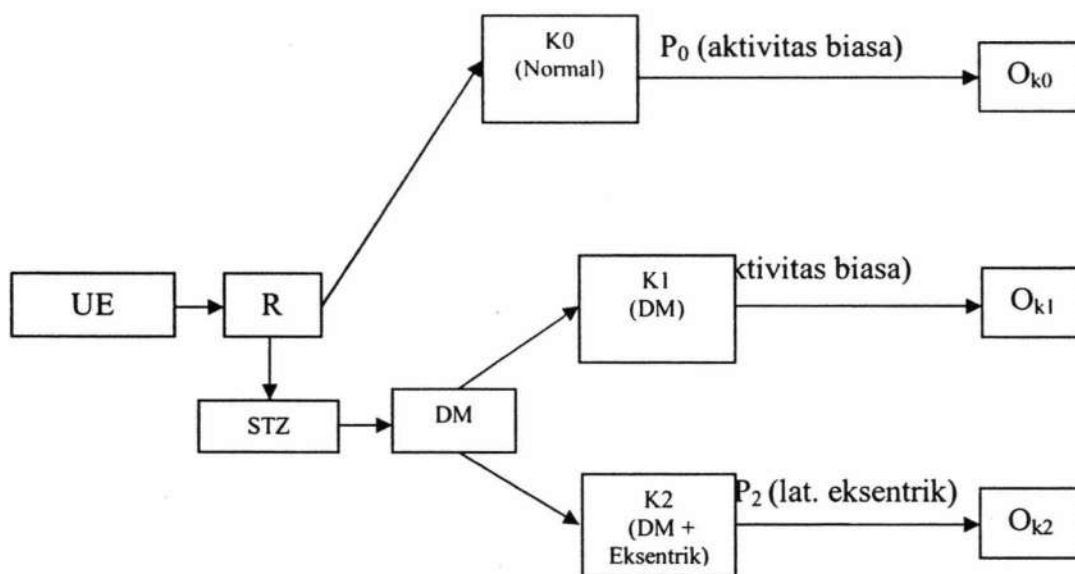 K0
(Normal)
P₀ (aktivitas biasa)
Oₖ₀
UE
R
K1
(DM)
ktivitas biasa)
Oₖ₁
STZ
DM
K2
(DM +
Eksentrik)
P₂ (lat. eksentrik)
Oₖ₂